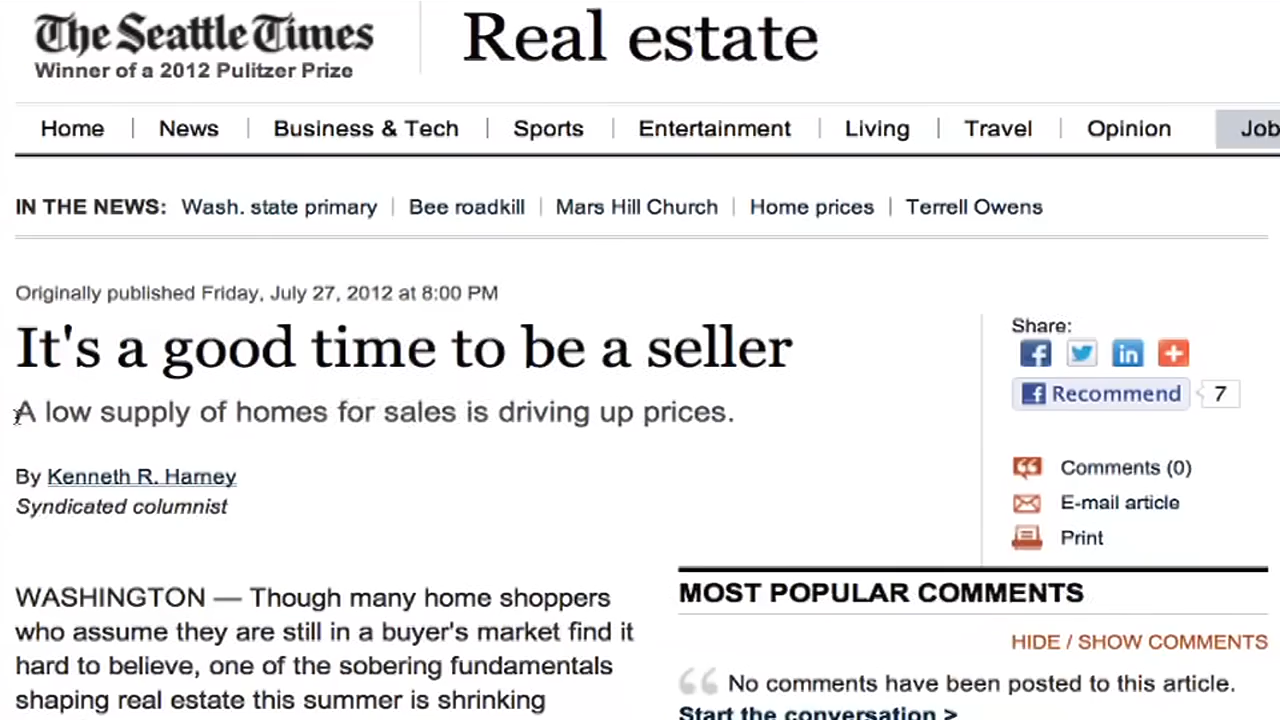 The Seattle Times
Winner of a 2012 Pulitzer Prize
Real estate
Home
News
Business & Tech
Sports
Entertainment
Living
Travel
Opinion
Job
IN THE NEWS: Wash. state primary Bee roadkill Mars Hill Church Home prices Terrell Owens
Originally published Friday, July 27, 2012 at 8:00 PM
It's a good time to be a seller
A low supply of homes for sales is driving up prices.
By Kenneth R. Harney
Syndicated columnist
WASHINGTON — Though many home shoppers
who assume they are still in a buyer's market find it
hard to believe, one of the sobering fundamentals
shaping real estate this summer is shrinking
Share:
Recommend 7
Comments (0)
E-mail article
Print
MOST POPULAR COMMENTS
HIDE / SHOW COMMENTS
No comments have been posted to this article.
Start the conversation >